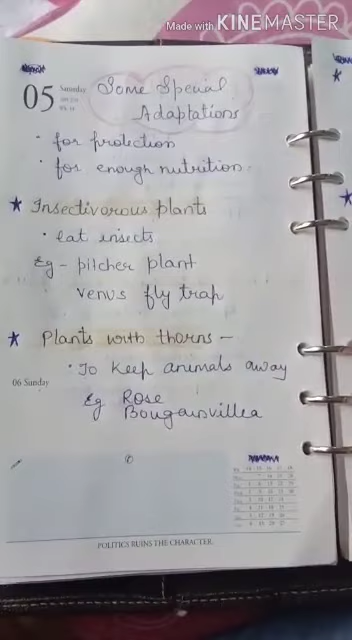 Made with KINEMASTER
05
Saturday
Some Special
Adaptations
• for protection
• for enough nutrition.
★ Insectivorous plants
• Eat insects
Eg - pilcher plant
Venus fly trap
★ Plants with thorns -
• To keep animals away
06 Sunday
Eg Rose
Bougainvillea
POLITICS RUINS THE CHARACTER.